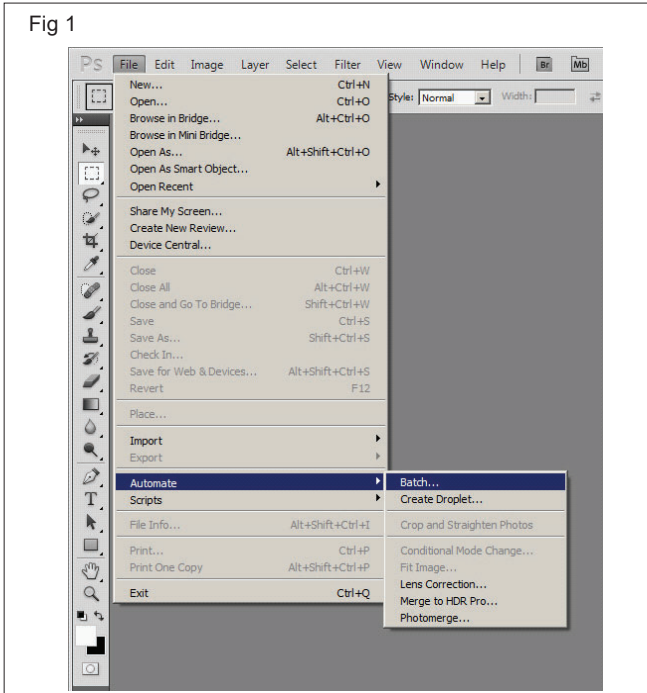 Fig 1
Ps File Edit Image Layer Select Filter View Window Help Br Mb
Style: Normal Width:
New... Ctrl+N
Open... Ctrl+O
Browse in Bridge... Alt+Ctrl+O
Browse in Mini Bridge...
Open As... Alt+Shift+Ctrl+O
Open As Smart Object...
Open Recent
Share My Screen...
Create New Review...
Device Central...
Close Ctrl+W
Close All Alt+Ctrl+W
Close and Go To Bridge... Shift+Ctrl+W
Save Ctrl+S
Save As... Shift+Ctrl+S
Check In...
Save for Web & Devices... Alt+Shift+Ctrl+S
Revert F12
Place...
Import
Export
Automate
Scripts
File Info... Alt+Shift+Ctrl+I
Print... Ctrl+P
Print One Copy Alt+Shift+Ctrl+P
Exit Ctrl+Q
Batch...
Create Droplet...
Crop and Straighten Photos
Conditional Mode Change...
Fit Image...
Lens Correction...
Merge to HDR Pro...
Photomerge...
T